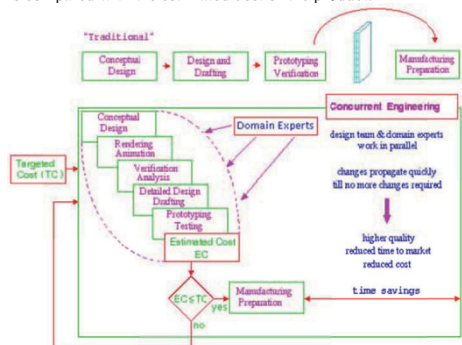 "Traditional"
Conceptual
Design
Design and
Drafting
Prototyping
Verification
Manufacturing
Preparation
Concurrent Engineering
Conceptual
Design
Rendering
Animation
Verification
Analysis
Detailed Design
Drafting
Prototyping
Testing
Estimated Cost
EC
Domain Experts
Targeted
Cost (TC)
design team & domain experts
work in parallel
changes propagate quickly
till no more changes required
higher quality
reduced time to market
reduced cost
EC≤TC
yes
no
Manufacturing
Preparation
time savings